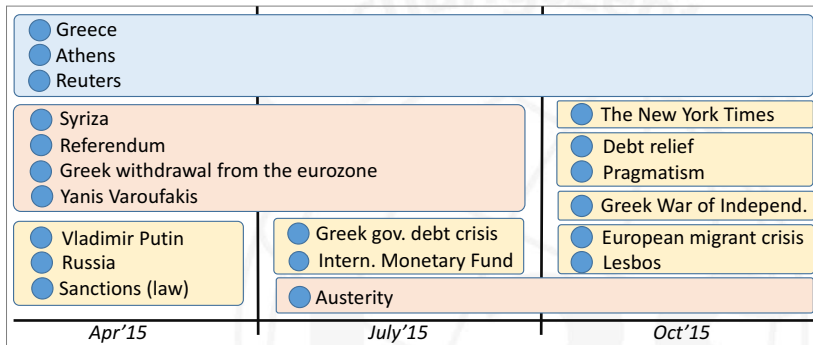 Greece
Athens
Reuters
Syriza
Referendum
Greek withdrawal from the eurozone
Yanis Varoufakis
Vladimir Putin
Russia
Sanctions (law)
Greek gov. debt crisis
Intern. Monetary Fund
Austerity
The New York Times
Debt relief
Pragmatism
Greek War of Independ.
European migrant crisis
Lesbos
Apr'15
July'15
Oct'15